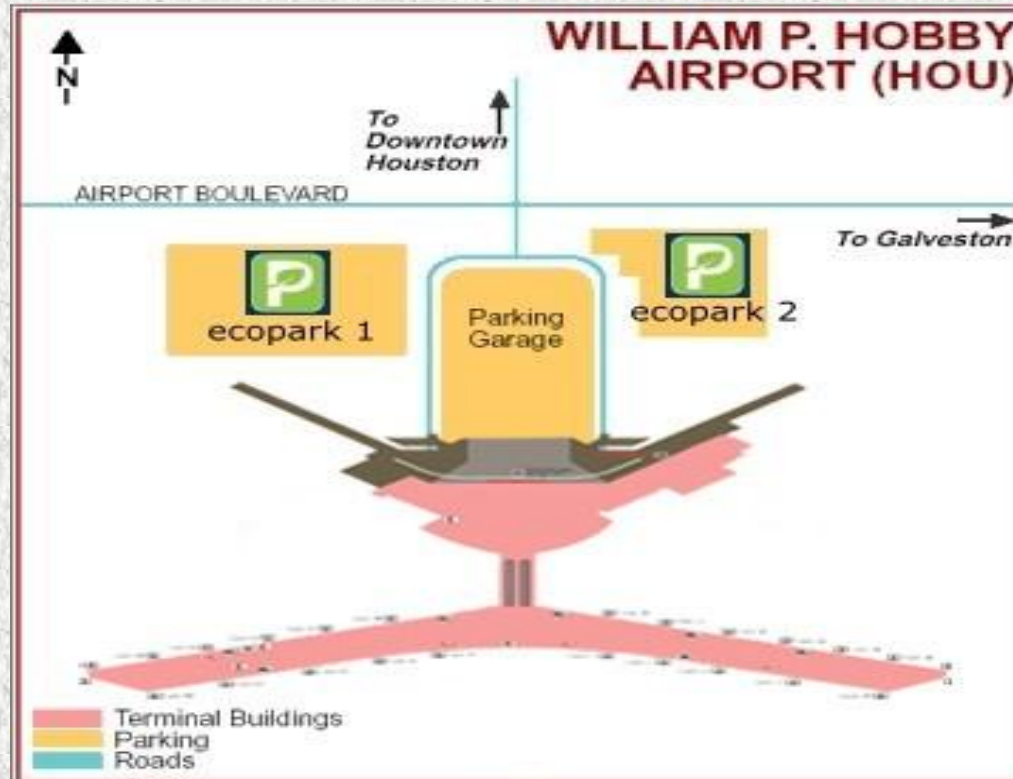 WILLIAM P. HOBBY
AIRPORT (HOU)
N
To
Downtown
Houston
AIRPORT BOULEVARD
To Galveston
P
ecopark 1
P
ecopark 2
Parking
Garage
Terminal Buildings
Parking
Roads